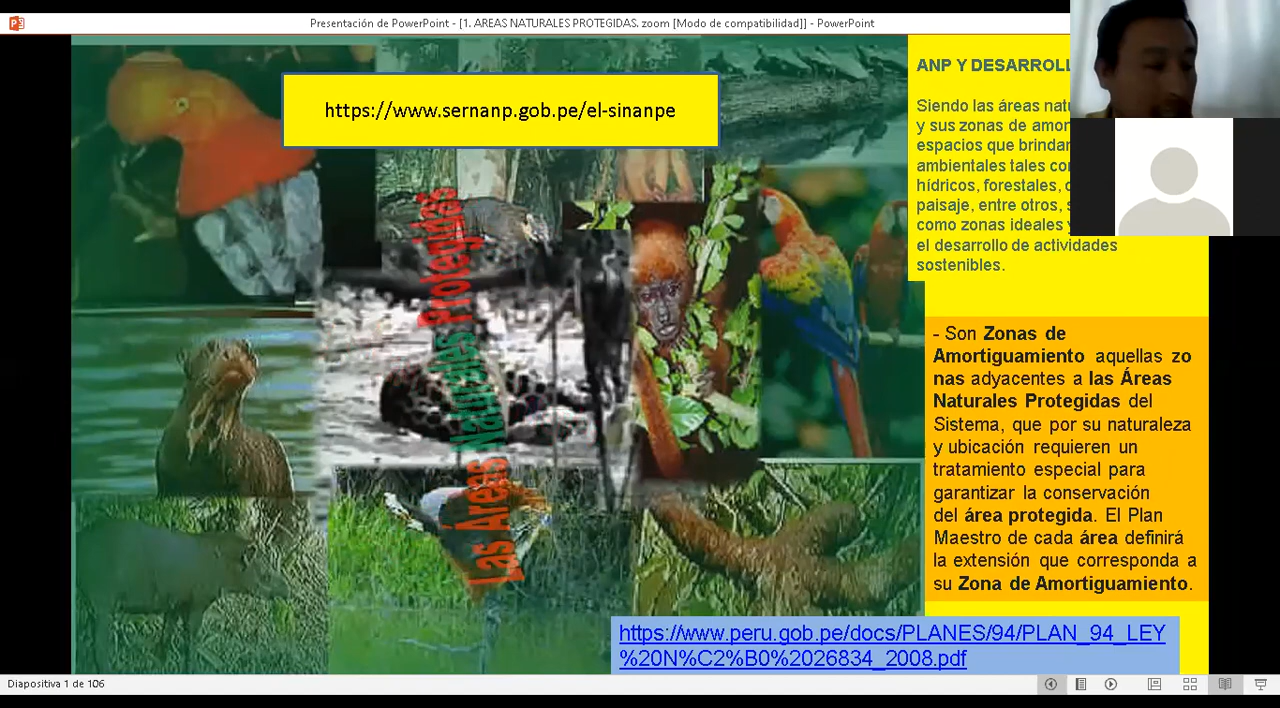 Presentación de PowerPoint - [1. AREAS NATURALES PROTEGIDAS. zoom [Modo de compatibilidad]] - PowerPoint
https://www.sernanp.gob.pe/el-sinanpe
Las Áreas Naturales Protegidas
ANP Y
Siendo las áreas
y sus zonas de
espacios que
ambientales tales
hídricos, forestales,
paisaje, entre otros,
como zonas ideales
el desarrollo de actividades
sostenibles.
- Son Zonas de
Amortiguamiento aquellas zo
nas adyacentes a las Áreas
Naturales Protegidas del
Sistema, que por su naturaleza
y ubicación requieren un
tratamiento especial para
garantizar la conservación
del área protegida. El Plan
Maestro de cada área definirá
la extensión que corresponda a
su Zona de Amortiguamiento.
https://www.peru.gob.pe/docs/PLANES/94/PLAN_94_LEY
%20N%C2%B0%2026834_2008.pdf
Diapositiva 1 de 106